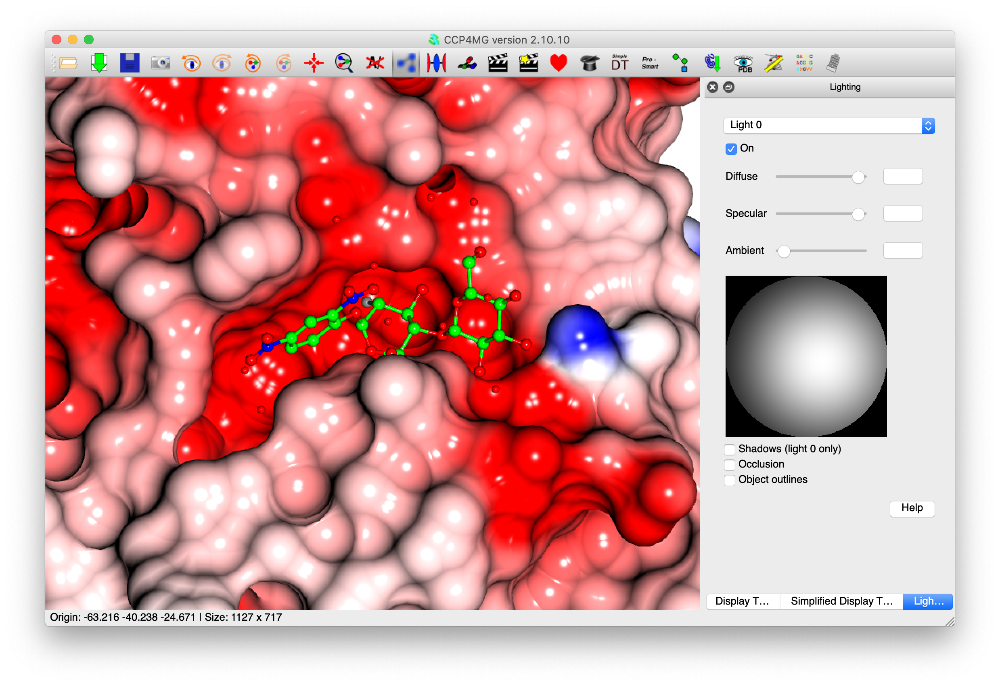 CCP4MG version 2.10.10
Simple
DT
Pro -
Smart
PDB
Lighting
Light 0
On
Diffuse
Specular
Ambient
Shadows (light 0 only)
Occlusion
Object outlines
Help
Display T...
Simplified Display T...
Ligh...
Origin: -63.216 -40.238 -24.671 | Size: 1127 x 717